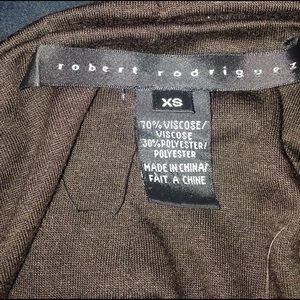 robert rodriguez
XS
70% VISCOSE/
VISCOSE
30% POLYESTER/
POLYESTER
MADE IN CHINA/
FAIT A CHINE